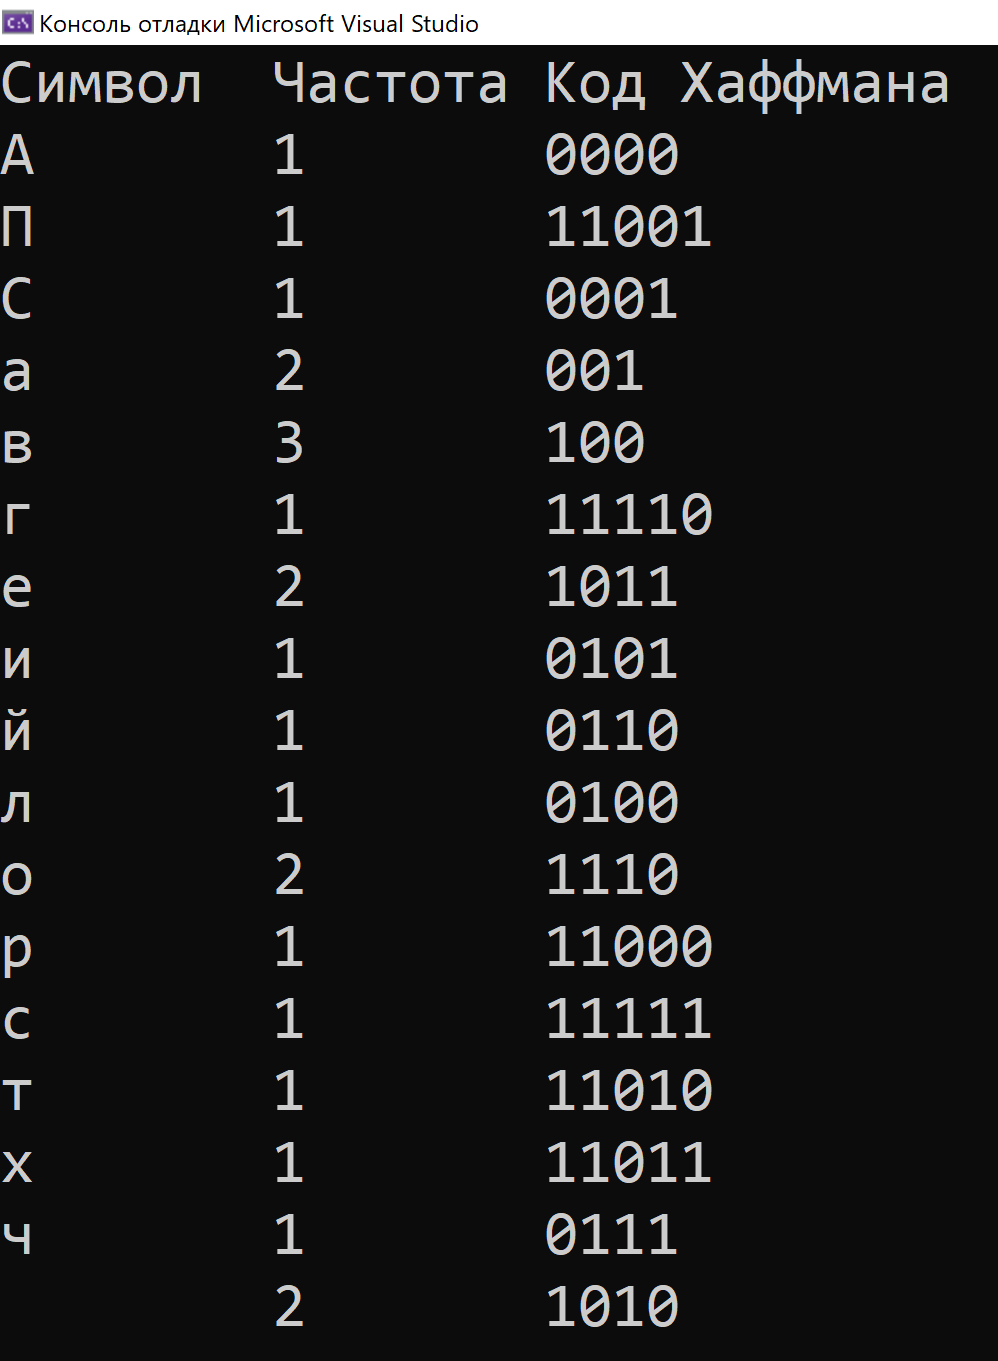 Консоль отладки Microsoft Visual Studio
Символ Частота Код Хаффмана
А 1 0000
П 1 11001
С 1 0001
а 2 001
в 3 100
г 1 11110
е 2 1011
и 1 0101
й 1 0110
л 1 0100
о 2 1110
р 1 11000
с 1 11111
т 1 11010
х 1 11011
ч 1 0111
2 1010